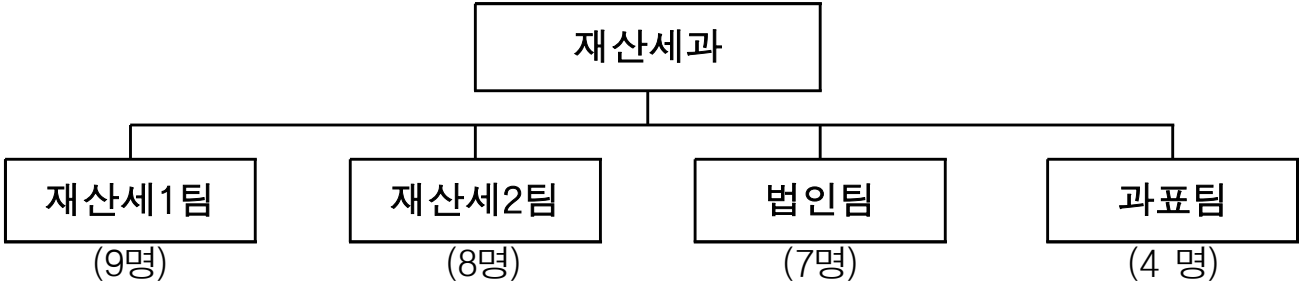 재산세과
재산세1팀 재산세2팀 법인팀 과표팀
(9명) (8명) (7명) (4 명)